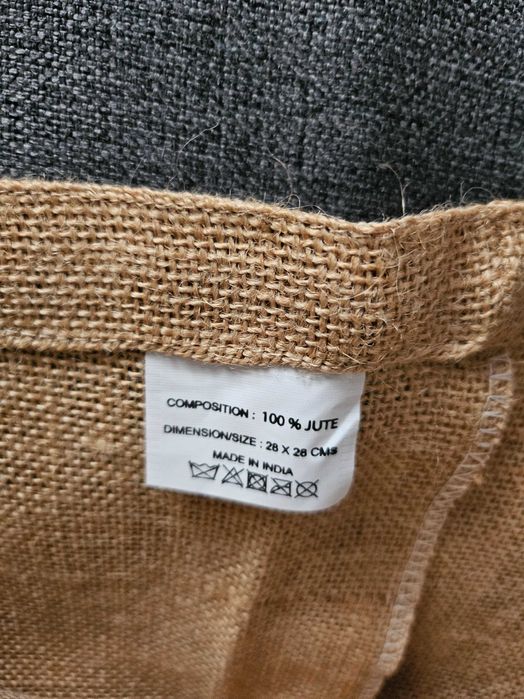 COMPOSITION : 100 % JUTE
DIMENSION/SIZE : 28 X 28 CMS
MADE IN INDIA